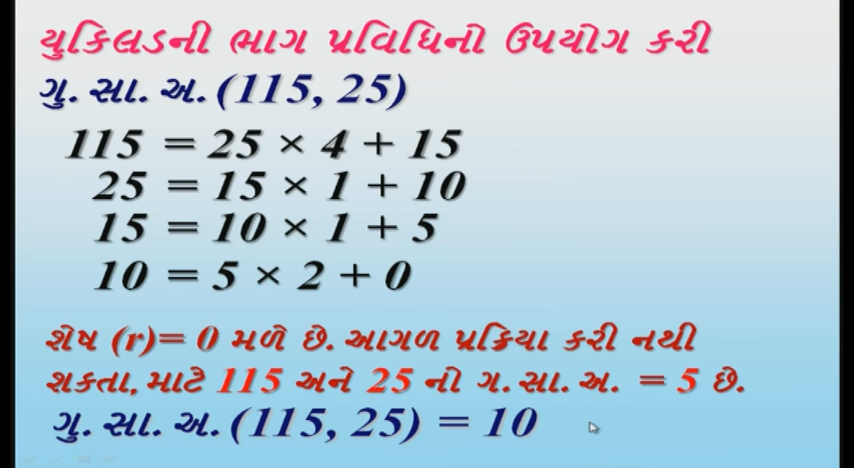 યુક્લિડની ભાગ પ્રવિધિનો ઉપયોગ કરી
ગુ. સા. અ. (115, 25)
115 = 25 × 4 + 15
25 = 15 × 1 + 10
15 = 10 × 1 + 5
10 = 5 × 2 + 0
શેષ (r)= 0 મળે છે. આગળ પ્રક્રિયા કરી નથી
શકતા, માટે 115 અને 25 નો ગ. સા. અ. = 5 છે.
ગુ. સા. અ. (115, 25) = 10